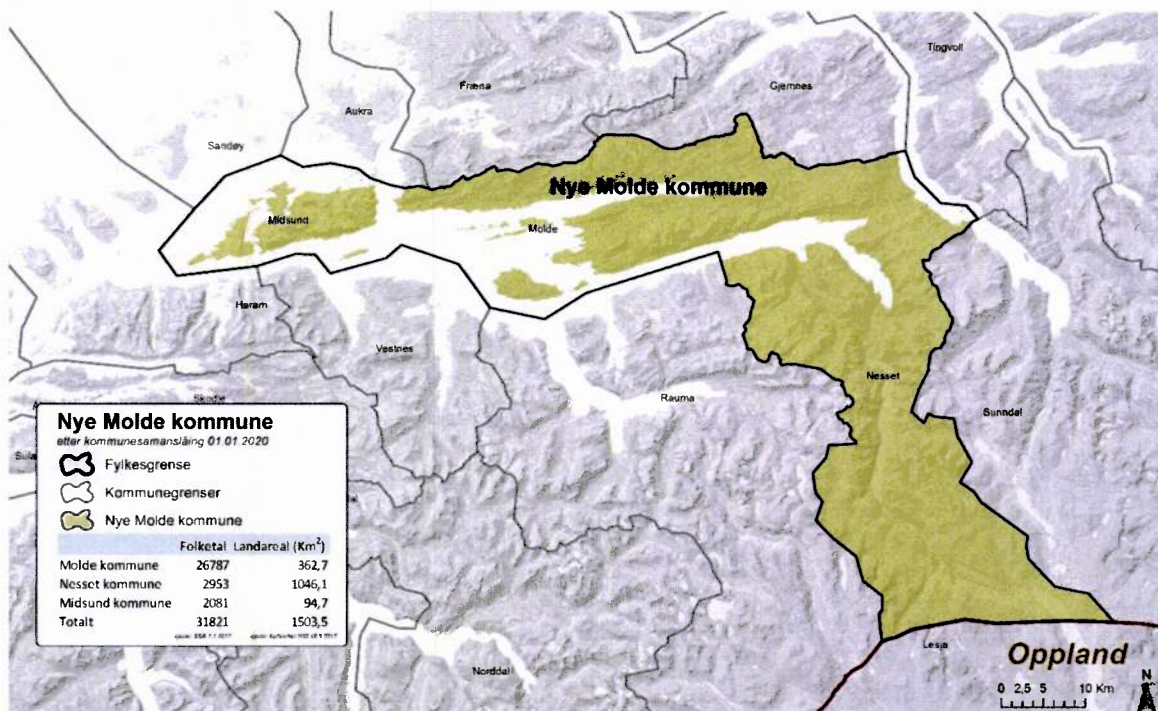 Tingvoll
Fræna
Gjemnes
Aukra
Sandøy
Nye Molde kommune
Midsund
Molde
Haram
Vestnes
Nesset
Skodje
Rauma
Sunndal
Nye Molde kommune
etter kommunesamanslåing 01.01.2020
Fylkesgrense
Kommunegrenser
Nye Molde kommune
Folketal Landareal (Km²)
Molde kommune 26787 362,7
Nesset kommune 2953 1046,1
Midsund kommune 2081 94,7
Totalt 31821 1503,5
Lesja
Oppland
Norddal
N
0 2,5 5 10 Km